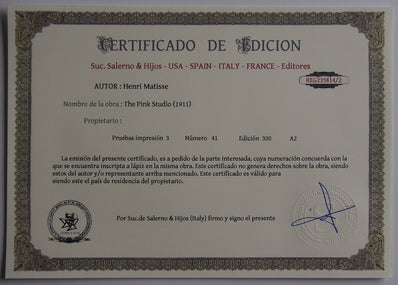 CERTIFICADO DE EDICION
Suc. Salerno & Hijos - USA - SPAIN - ITALY - FRANCE - Editores
REG235814/2
AUTOR : Henri Matisse
Nombre de la obra : The Pink Studio (1911)
Propietario :
Pruebas impresión 3 Número 41 Edición 300 A2
La emisión del presente certificado, es a pedido de la parte interesada, cuya numeración concuerda con la
que se encuentra inscripta a lápiz en la misma obra. Este certificado no genera derechos sobre la obra, siendo
estos del autor y/o representante arriba mencionado. Este certificado es válido para
siendo este el país de residencia del propietario.
Por Suc.de Salerno & Hijos (Italy) firmo y signo el presente